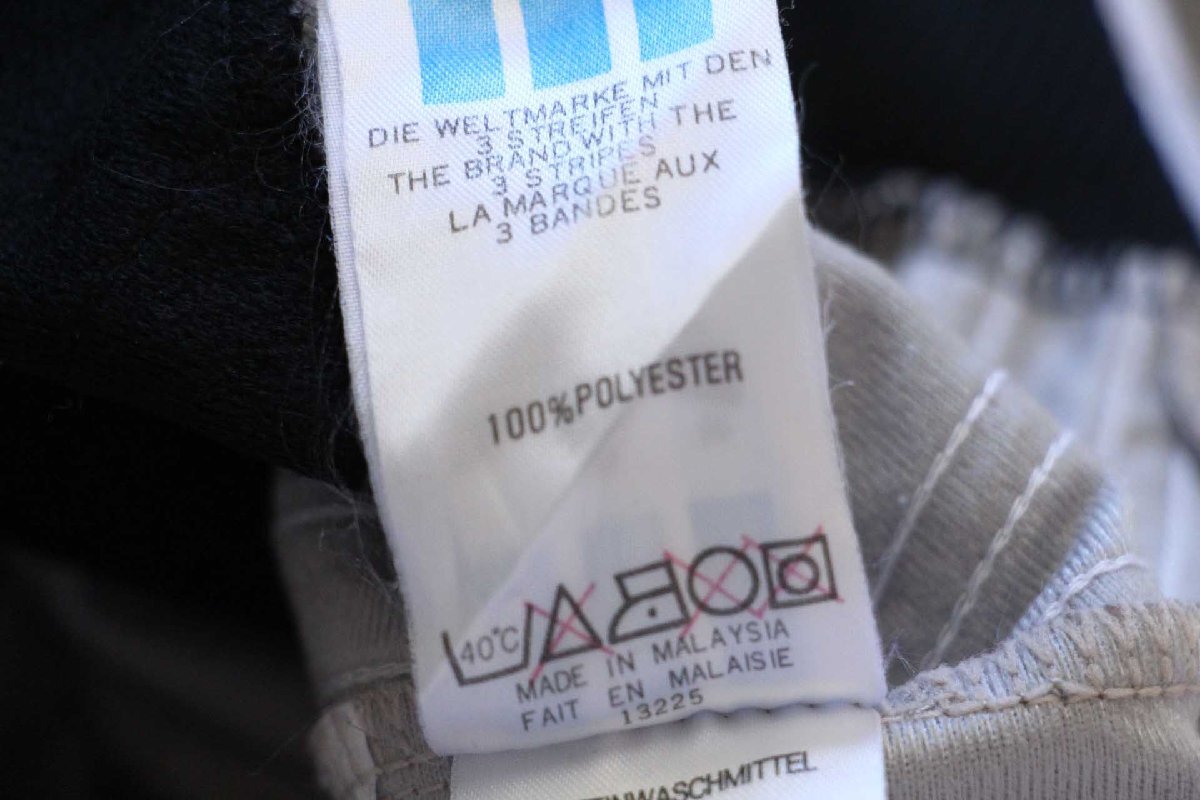 DIE WELTMARKE MIT DEN
3 STREIFEN
THE BRAND WITH THE
3 STRIPES
LA MARQUE AUX
3 BANDES
100%POLYESTER
40°C
MADE IN MALAYSIA
FAIT EN MALAISIE
13225